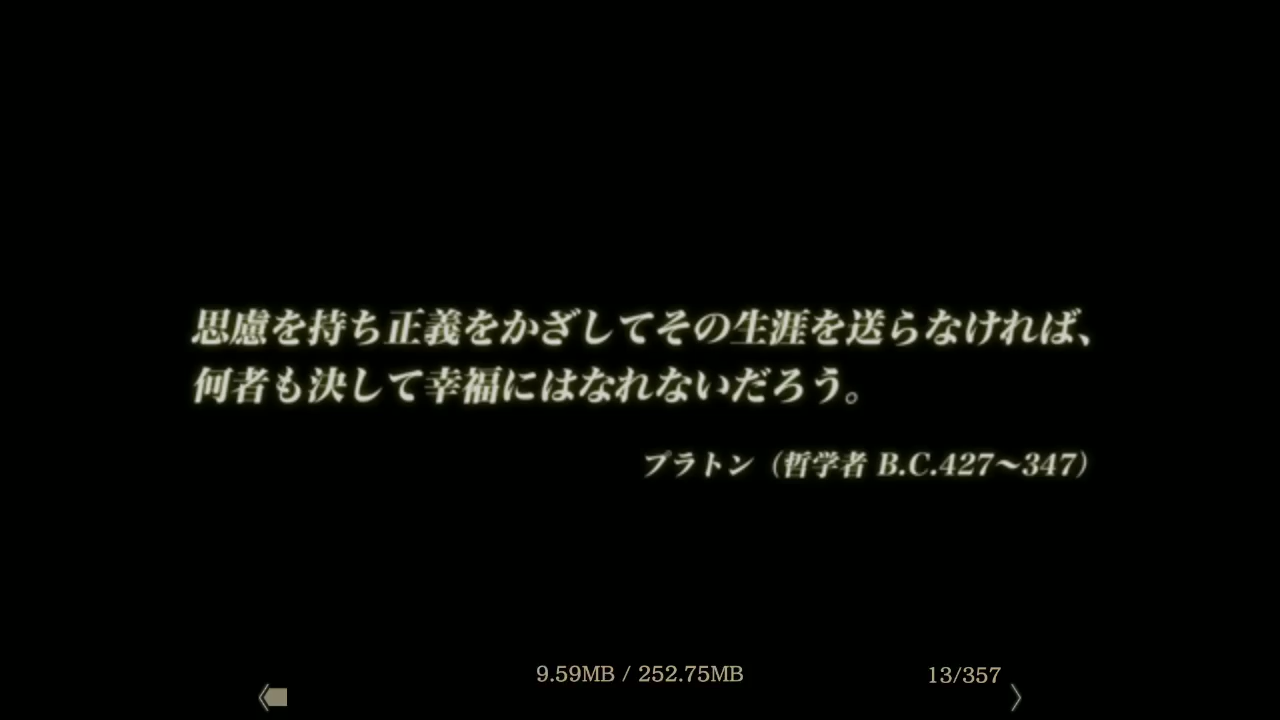 思慮を持ち正義をかざしてその生涯を送らなければ、
何者も決して幸福にはなれないだろう。
プラトン（哲学者 B.C.427～347）
9.59MB / 252.75MB
13/357